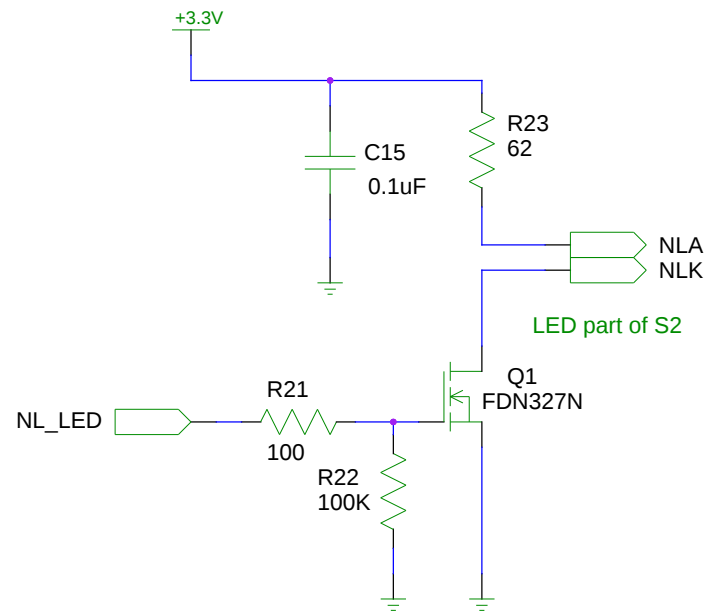 +3.3V
R23
62
C15
0.1uF
NLA
NLK
LED part of S2
Q1
FDN327N
R21
NL_LED
100
R22
100K